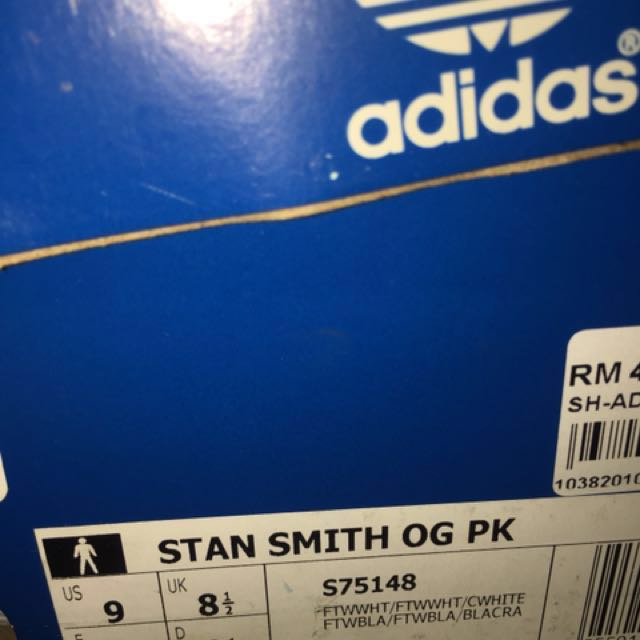 adidas®
RM 4
SH-AD
10382010
STAN SMITH OG PK
US
9
UK
8½
S75148
FTWWHT/FTWWHT/CWHITE
FTWBLA/FTWBLA/BLACRA
F
D